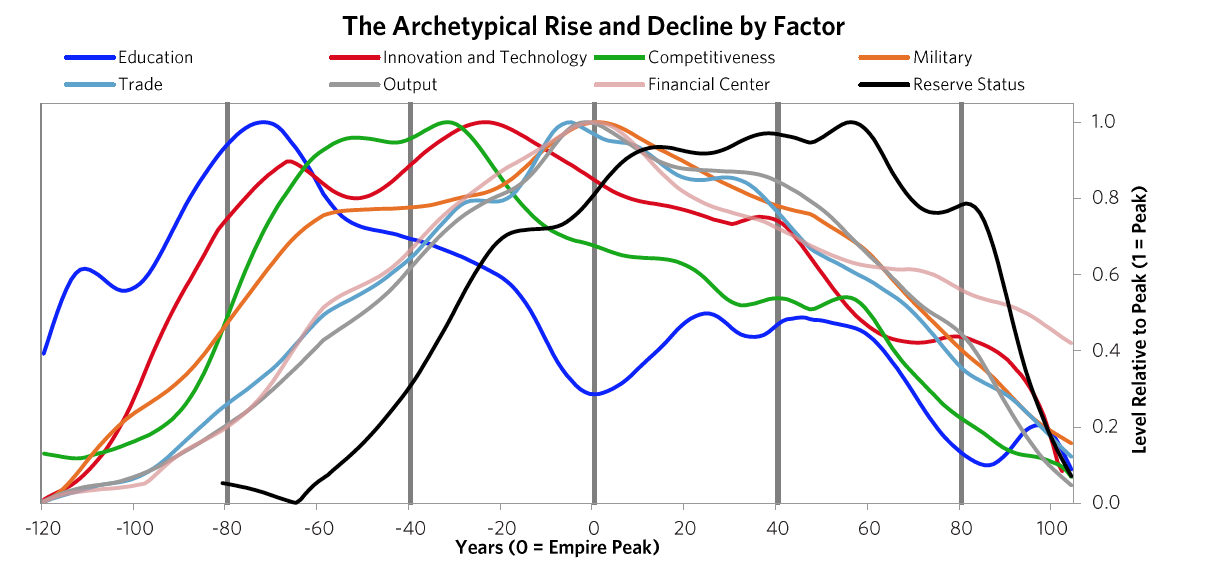 The Archetypical Rise and Decline by Factor
Education Innovation and Technology Competitiveness Military
Trade Output Financial Center Reserve Status
1.0
0.8
0.6
0.4
0.2
0.0
Level Relative to Peak (1 = Peak)
-120 -100 -80 -60 -40 -20 0 20 40 60 80 100
Years (0 = Empire Peak)